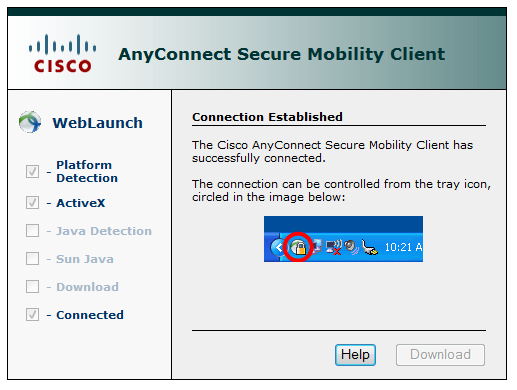 CISCO
AnyConnect Secure Mobility Client
WebLaunch
- Platform
Detection
- ActiveX
- Java Detection
- Sun Java
- Download
- Connected
Connection Established
The Cisco AnyConnect Secure Mobility Client has
successfully connected.
The connection can be controlled from the tray icon,
circled in the image below:
10:21 A
Help
Download